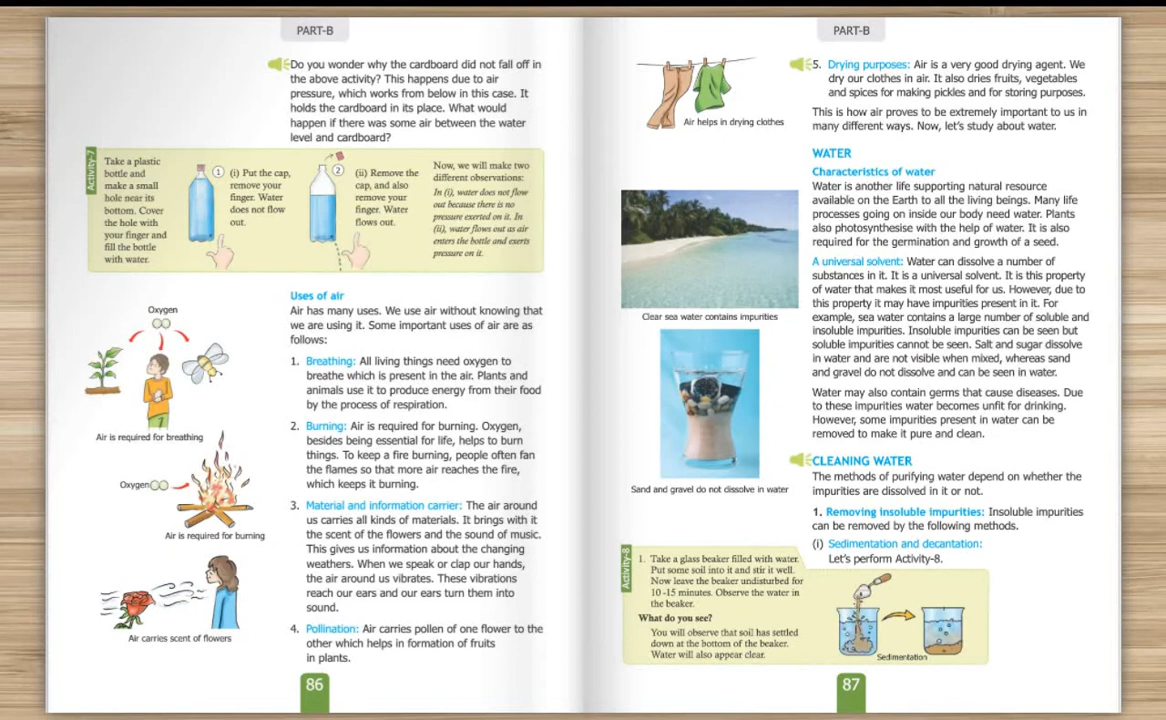 PART-B
Do you wonder why the cardboard did not fall off in
the above activity? This happens due to air
pressure, which works from below in this case. It
holds the cardboard in its place. What would
happen if there was some air between the water
level and cardboard?
Activity-7
Take a plastic
bottle and
make a small
hole near its
bottom. Cover
the hole with
your finger and
fill the bottle
with water.
1
(i) Put the cap,
remove your
finger. Water
does not flow
out.
2
(ii) Remove the
cap, and also
remove your
finger. Water
flows out.
Now, we will make two
different observations:
In (i), water does not flow
out because there is no
pressure exerted on it. In
(ii), water flows out as air
enters the bottle and exerts
pressure on it.
Uses of air
Air has many uses. We use air without knowing that
we are using it. Some important uses of air are as
follows:
Oxygen
Air is required for breathing
1. Breathing: All living things need oxygen to
breathe which is present in the air. Plants and
animals use it to produce energy from their food
by the process of respiration.
2. Burning: Air is required for burning. Oxygen,
besides being essential for life, helps to burn
things. To keep a fire burning, people often fan
the flames so that more air reaches the fire,
which keeps it burning.
Oxygen
Air is required for burning
3. Material and information carrier: The air around
us carries all kinds of materials. It brings with it
the scent of the flowers and the sound of music.
This gives us information about the changing
weathers. When we speak or clap our hands,
the air around us vibrates. These vibrations
reach our ears and our ears turn them into
sound.
Air carries scent of flowers
4. Pollination: Air carries pollen of one flower to the
other which helps in formation of fruits
in plants.
86
PART-B
Air helps in drying clothes
5. Drying purposes: Air is a very good drying agent. We
dry our clothes in air. It also dries fruits, vegetables
and spices for making pickles and for storing purposes.
This is how air proves to be extremely important to us in
many different ways. Now, let's study about water.
WATER
Characteristics of water
Water is another life supporting natural resource
available on the Earth to all the living beings. Many life
processes going on inside our body need water. Plants
also photosynthesise with the help of water. It is also
required for the germination and growth of a seed.
A universal solvent: Water can dissolve a number of
substances in it. It is a universal solvent. It is this property
of water that makes it most useful for us. However, due to
this property it may have impurities present in it. For
example, sea water contains a large number of soluble and
insoluble impurities. Insoluble impurities can be seen but
soluble impurities cannot be seen. Salt and sugar dissolve
in water and are not visible when mixed, whereas sand
and gravel do not dissolve and can be seen in water.
Clear sea water contains impurities
Water may also contain germs that cause diseases. Due
to these impurities water becomes unfit for drinking.
However, some impurities present in water can be
removed to make it pure and clean.
Sand and gravel do not dissolve in water
CLEANING WATER
The methods of purifying water depend on whether the
impurities are dissolved in it or not.
1. Removing insoluble impurities: Insoluble impurities
can be removed by the following methods.
(i) Sedimentation and decantation:
Let's perform Activity-8.
Activity-8
1. Take a glass beaker filled with water.
Put some soil into it and stir it well.
Now leave the beaker undisturbed for
10 -15 minutes. Observe the water in
the beaker.
What do you see?
You will observe that soil has settled
down at the bottom of the beaker.
Water will also appear clear.
Sedimentation
87